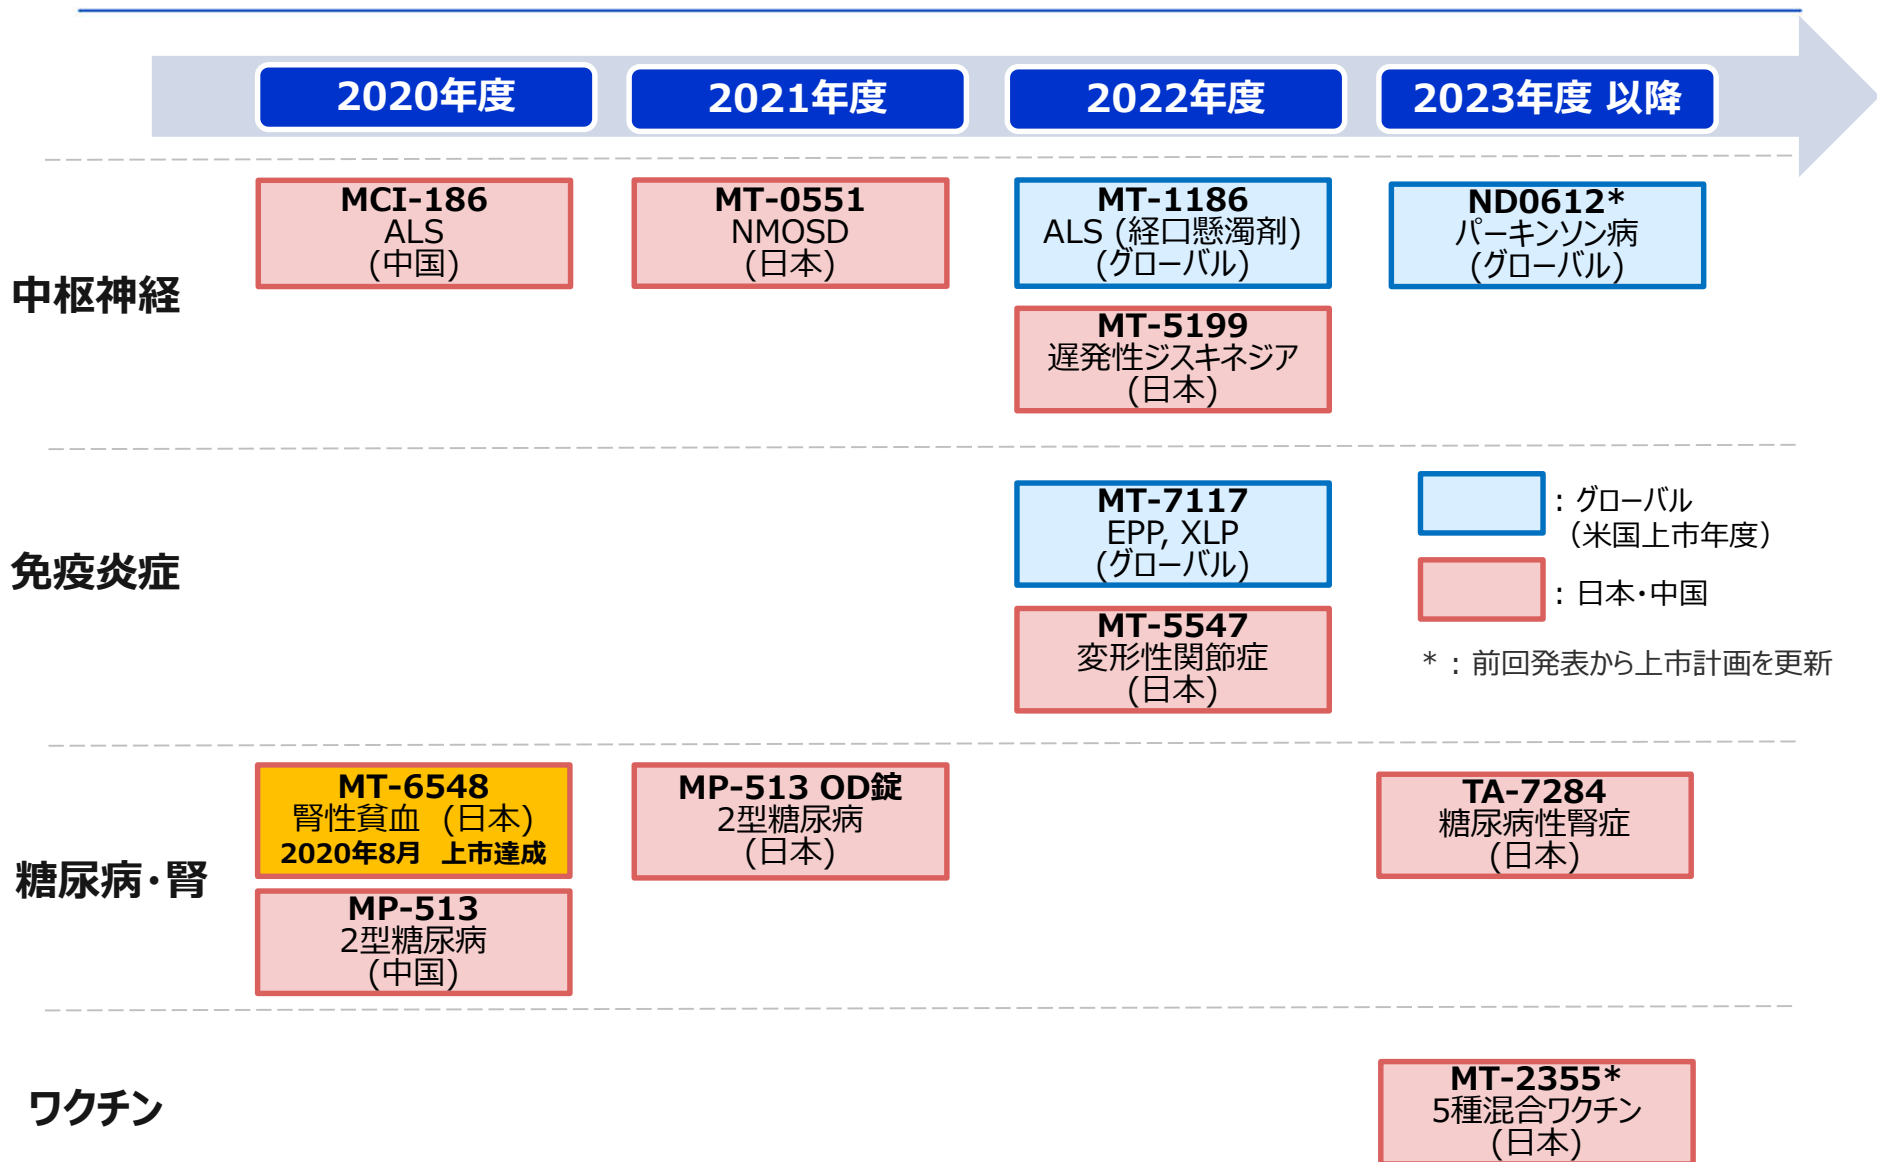 2020年度
2021年度
2022年度
2023年度 以降
中枢神経
MCI-186
ALS
(中国)
MT-0551
NMOSD
(日本)
MT-1186
ALS (経口懸濁剤)
(グローバル)
ND0612*
パーキンソン病
(グローバル)
MT-5199
遅発性ジスキネジア
(日本)
免疫炎症
MT-7117
EPP, XLP
(グローバル)
MT-5547
変形性関節症
(日本)
: グローバル
(米国上市年度)
: 日本・中国
* : 前回発表から上市計画を更新
糖尿病・腎
MT-6548
腎性貧血 (日本)
2020年8月 上市達成
MP-513
2型糖尿病
(中国)
MP-513 OD錠
2型糖尿病
(日本)
TA-7284
糖尿病性腎症
(日本)
ワクチン
MT-2355*
5種混合ワクチン
(日本)